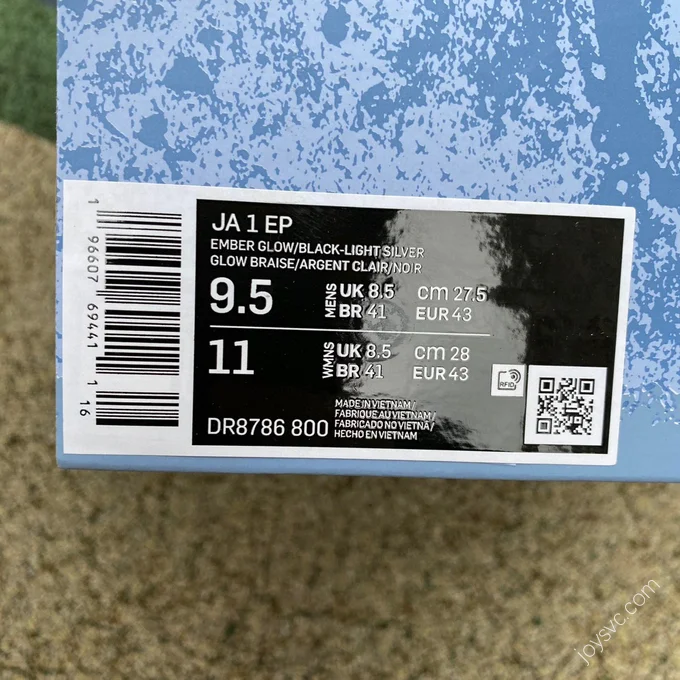 1 96607 69441 1 16
JA 1 EP
EMBER GLOW/BLACK-LIGHT SILVER
GLOW BRAISE/ARGENT CLAIR/NOIR
9.5 MENS UK 8.5 cm 27.5
BR 41 EUR 43
11 WMNS UK 8.5 cm 28
BR 41 EUR 43
RFID
DR8786 800
MADE IN VIETNAM/
FABRIQUE AU VIETNAM/
FABRICADO NO VIETNÃ/
HECHO EN VIETNAM
joysvc.com